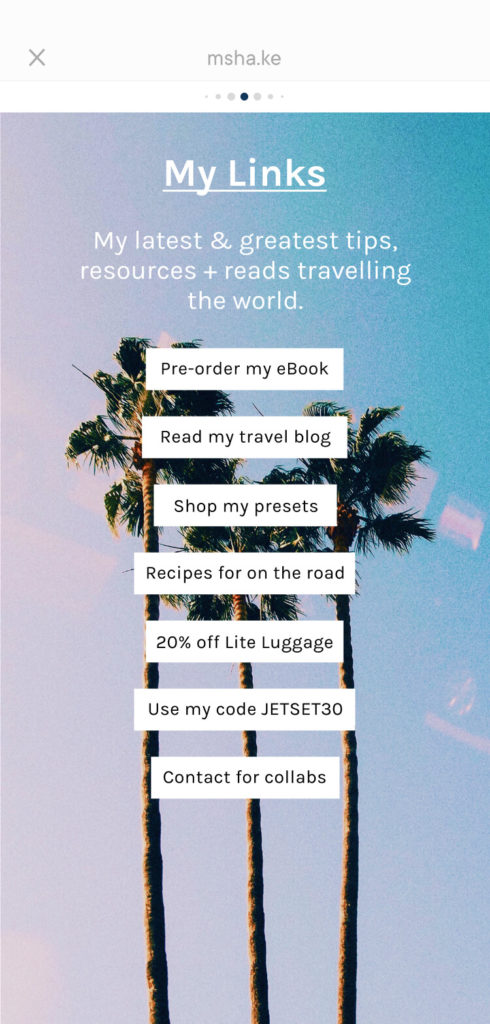 msha.ke
My Links
My latest & greatest tips,
resources + reads travelling
the world.
Pre-order my eBook
Read my travel blog
Shop my presets
Recipes for on the road
20% off Lite Luggage
Use my code JETSET30
Contact for collabs